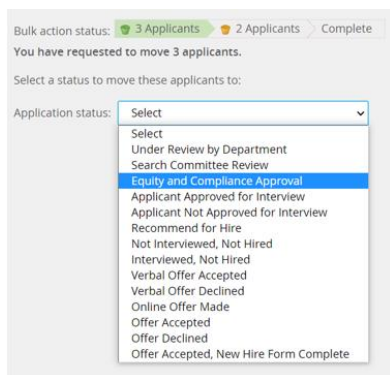 Bulk action status: 3 Applicants 2 Applicants Complete
You have requested to move 3 applicants.
Select a status to move these applicants to:
Application status: Select
Select
Under Review by Department
Search Committee Review
Equity and Compliance Approval
Applicant Approved for Interview
Applicant Not Approved for Interview
Recommend for Hire
Not Interviewed, Not Hired
Interviewed, Not Hired
Verbal Offer Accepted
Verbal Offer Declined
Online Offer Made
Offer Accepted
Offer Declined
Offer Accepted, New Hire Form Complete